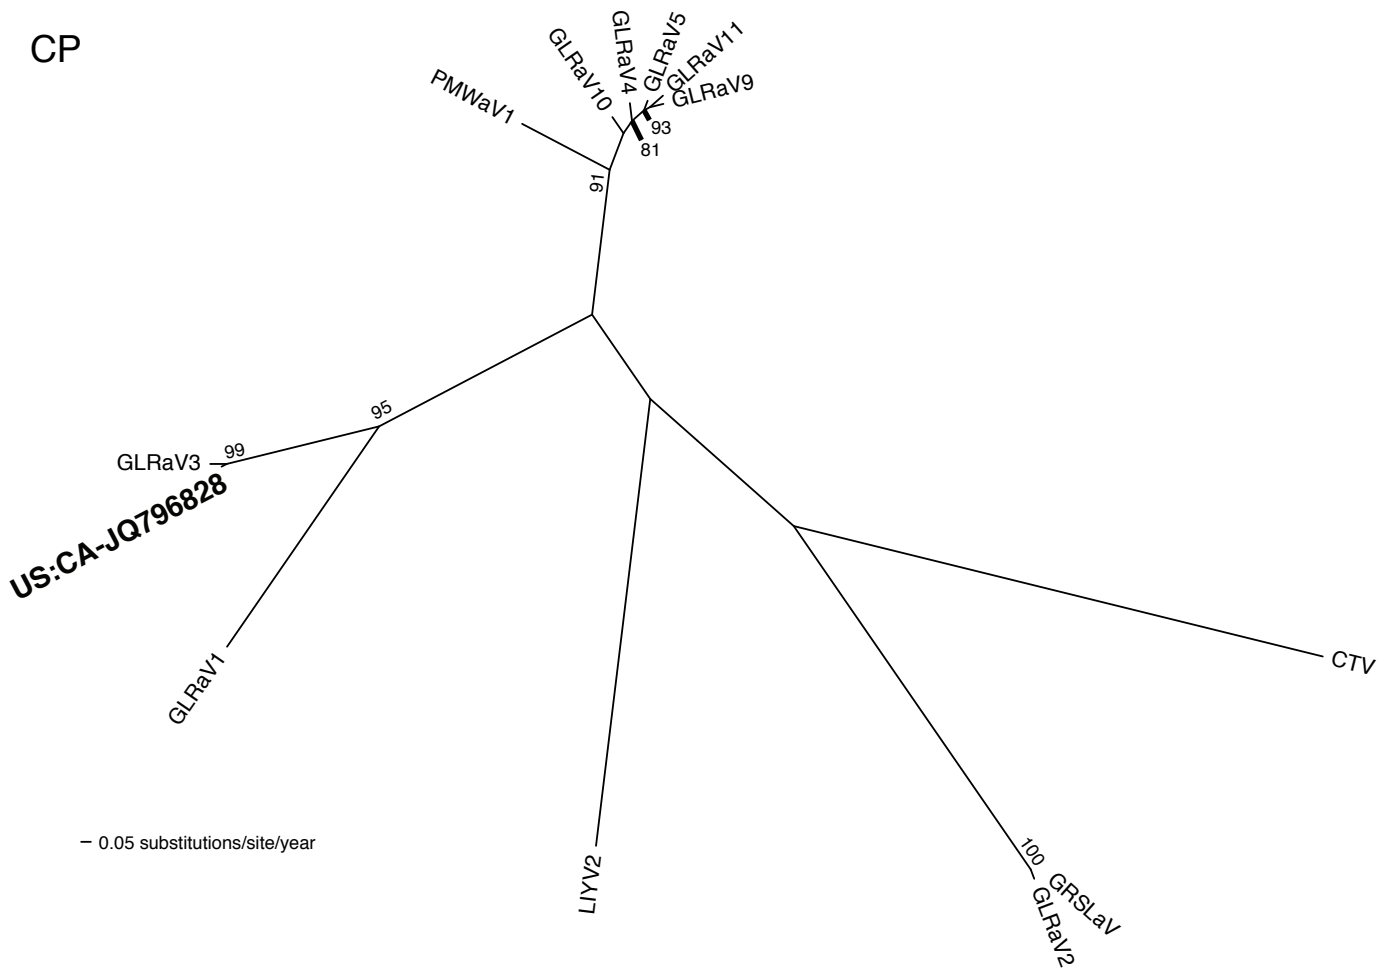 CP
PMWaV1
GLRaV10
GLRaV4
GLRaV5
GLRaV11
GLRaV9
93
81
91
95
99
GLRaV3
US:CA-JQ796828
GLRaV1
CTV
0.05 substitutions/site/year
LIYV2
100
GRSLaV
GLRaV2